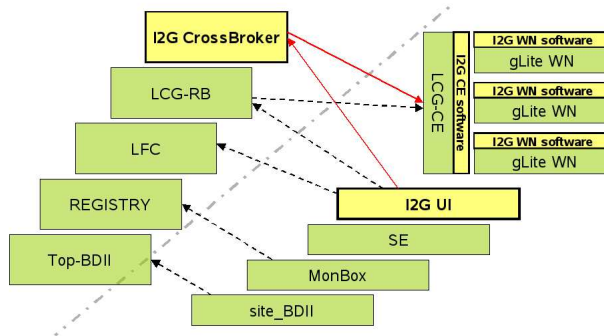 I2G CrossBroker
LCG-RB
LFC
REGISTRY
Top-BDII
LCG-CE
I2G CE software
I2G WN software
gLite WN
I2G WN software
gLite WN
I2G WN software
gLite WN
I2G UI
SE
MonBox
site_BDII